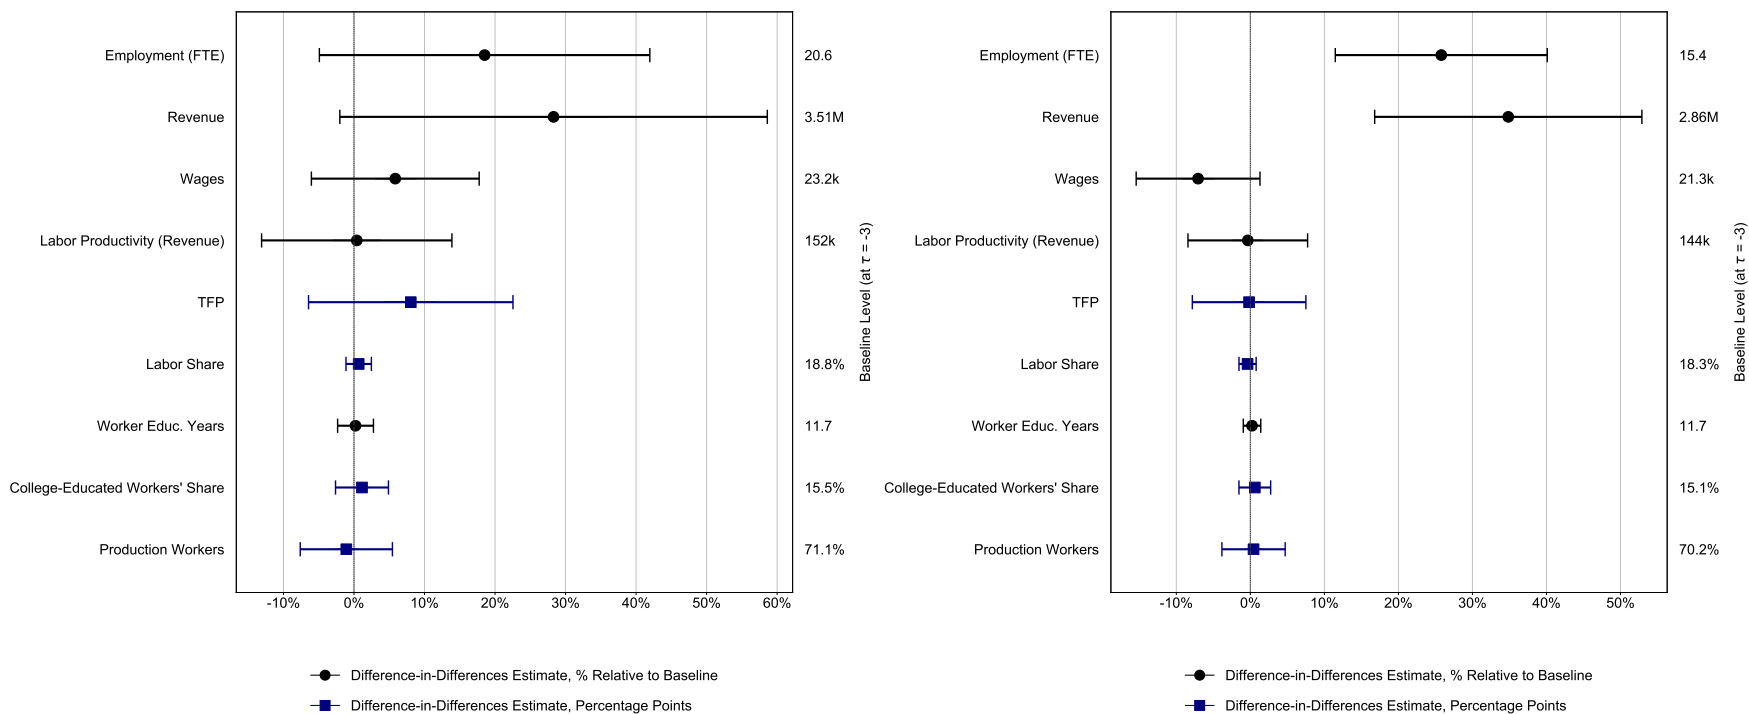 Employment (FTE) 20.6
Revenue 3.51M
Wages 23.2k
Labor Productivity (Revenue) 152k
TFP
Labor Share 18.8%
Worker Educ. Years 11.7
College-Educated Workers' Share 15.5%
Production Workers 71.1%
Baseline Level (at τ = -3)
-10% 0% 10% 20% 30% 40% 50% 60%
Difference-in-Differences Estimate, % Relative to Baseline
Difference-in-Differences Estimate, Percentage Points
Employment (FTE) 15.4
Revenue 2.86M
Wages 21.3k
Labor Productivity (Revenue) 144k
TFP
Labor Share 18.3%
Worker Educ. Years 11.7
College-Educated Workers' Share 15.1%
Production Workers 70.2%
Baseline Level (at τ = -3)
-10% 0% 10% 20% 30% 40% 50%
Difference-in-Differences Estimate, % Relative to Baseline
Difference-in-Differences Estimate, Percentage Points